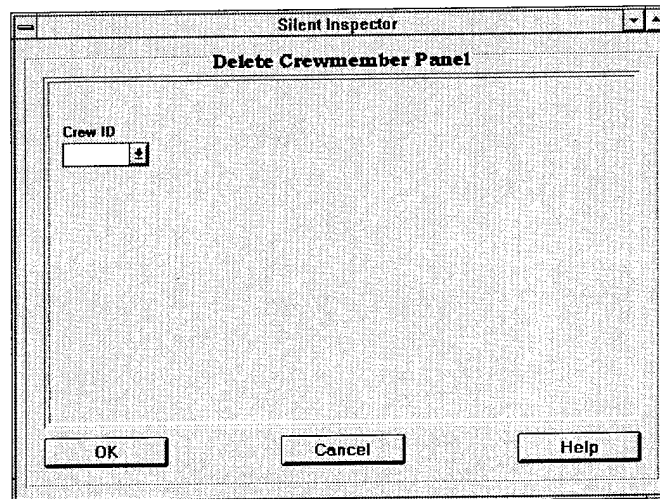 Silent Inspector
Delete Crewmember Panel
Crew ID
OK
Cancel
Help